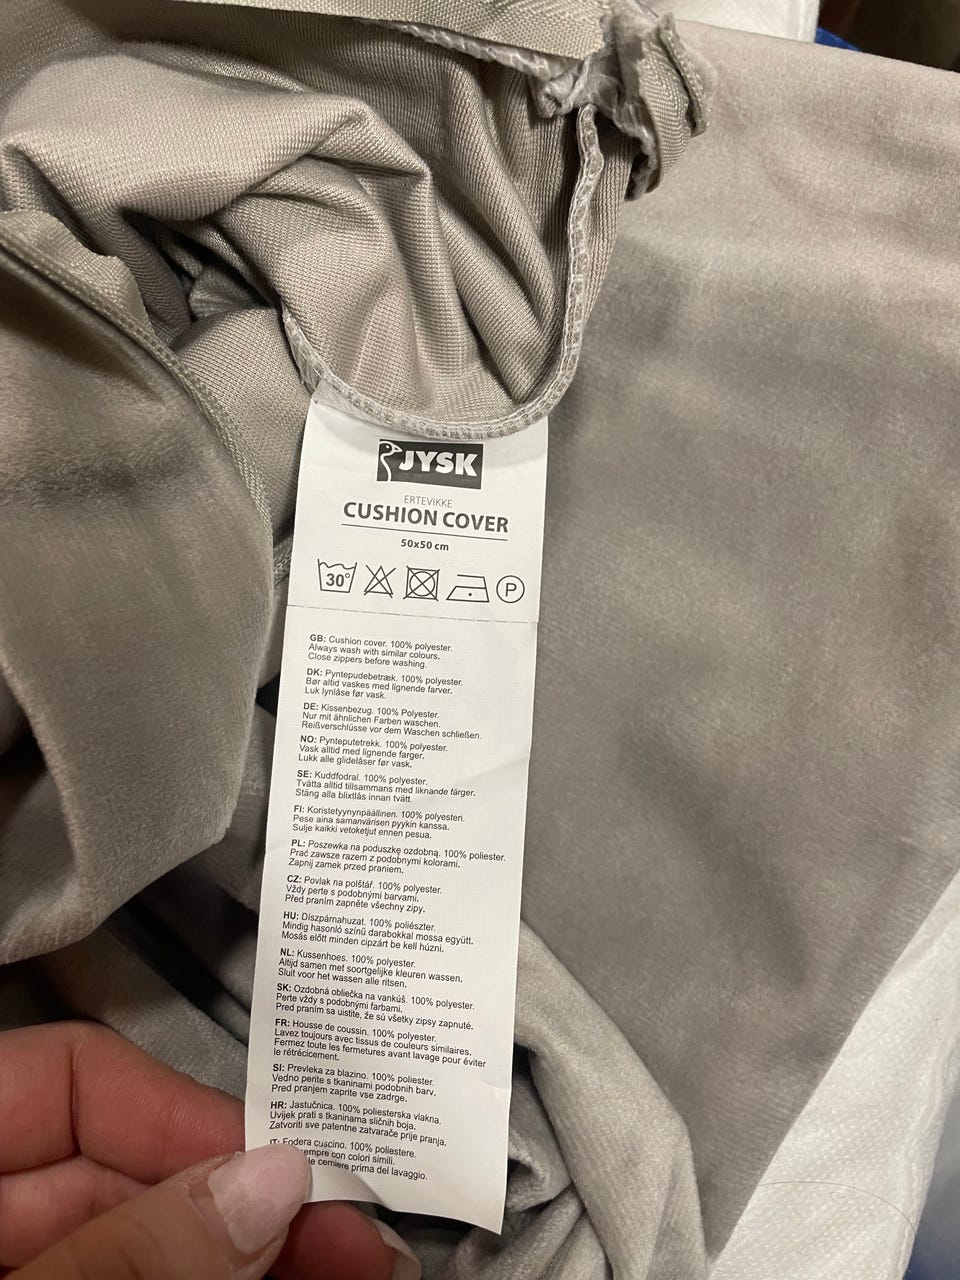 JYSK
ERTEVIKKE
CUSHION COVER
50x50 cm
30° P
GB: Cushion cover. 100% polyester.
Always wash with similar colours.
Close zippers before washing.
DK: Pyntepudebetræk. 100% polyester.
Bør altid vaskes med lignende farver.
Luk lynlåse før vask.
DE: Kissenbezug. 100% Polyester.
Nur mit ähnlichen Farben waschen.
Reißverschlüsse vor dem Waschen schließen.
NO: Pynteputetrekk. 100% polyester.
Vask alltid med lignende farger.
Lukk alle glidelåser før vask.
SE: Kuddfodral. 100% polyester.
Tvätta alltid tillsammans med liknande färger.
Stäng alla blixtlås innan tvätt.
FI: Koristetyynynpäällinen. 100% polyesteri.
Pese aina samanvärisen pyykin kanssa.
Sulje kaikki vetoketjut ennen pesua.
PL: Poszewka na poduszkę ozdobną. 100% poliester.
Prać zawsze razem z podobnymi kolorami.
Zapnij zamek przed praniem.
CZ: Povlak na polštář. 100% polyester.
Vždy perte s podobnými barvami.
Před praním zapněte všechny zipy.
HU: Díszpárnahuzat. 100% poliészter.
Mindig hasonló színű darabokkal mossa együtt.
Mosás előtt minden cipzárt be kell húzni.
NL: Kussenhoes. 100% polyester.
Altijd samen met soortgelijke kleuren wassen.
Sluit voor het wassen alle ritsen.
SK: Ozdobná obliečka na vankúš. 100% polyester.
Perte vždy s podobnými farbami.
Pred praním sa uistite, že sú všetky zipsy zapnuté.
FR: Housse de coussin. 100% polyester.
Lavez toujours avec tissus de couleurs similaires.
Fermez toute les fermetures avant lavage pour éviter
le rétrécicement.
SI: Prevleka za blazino. 100% poliester.
Vedno perite s tkaninami podobnih barv.
Pred pranjem zaprite vse zadrge.
HR: Jastučnica. 100% poliesterska vlakna.
Uvijek prati s tkaninama sličnih boja.
Zatvoriti sve patentne zatvarače prije pranja.
IT: Fodera cuscino. 100% poliestere.
sempre con colori simili.
le cerniere prima del lavaggio.